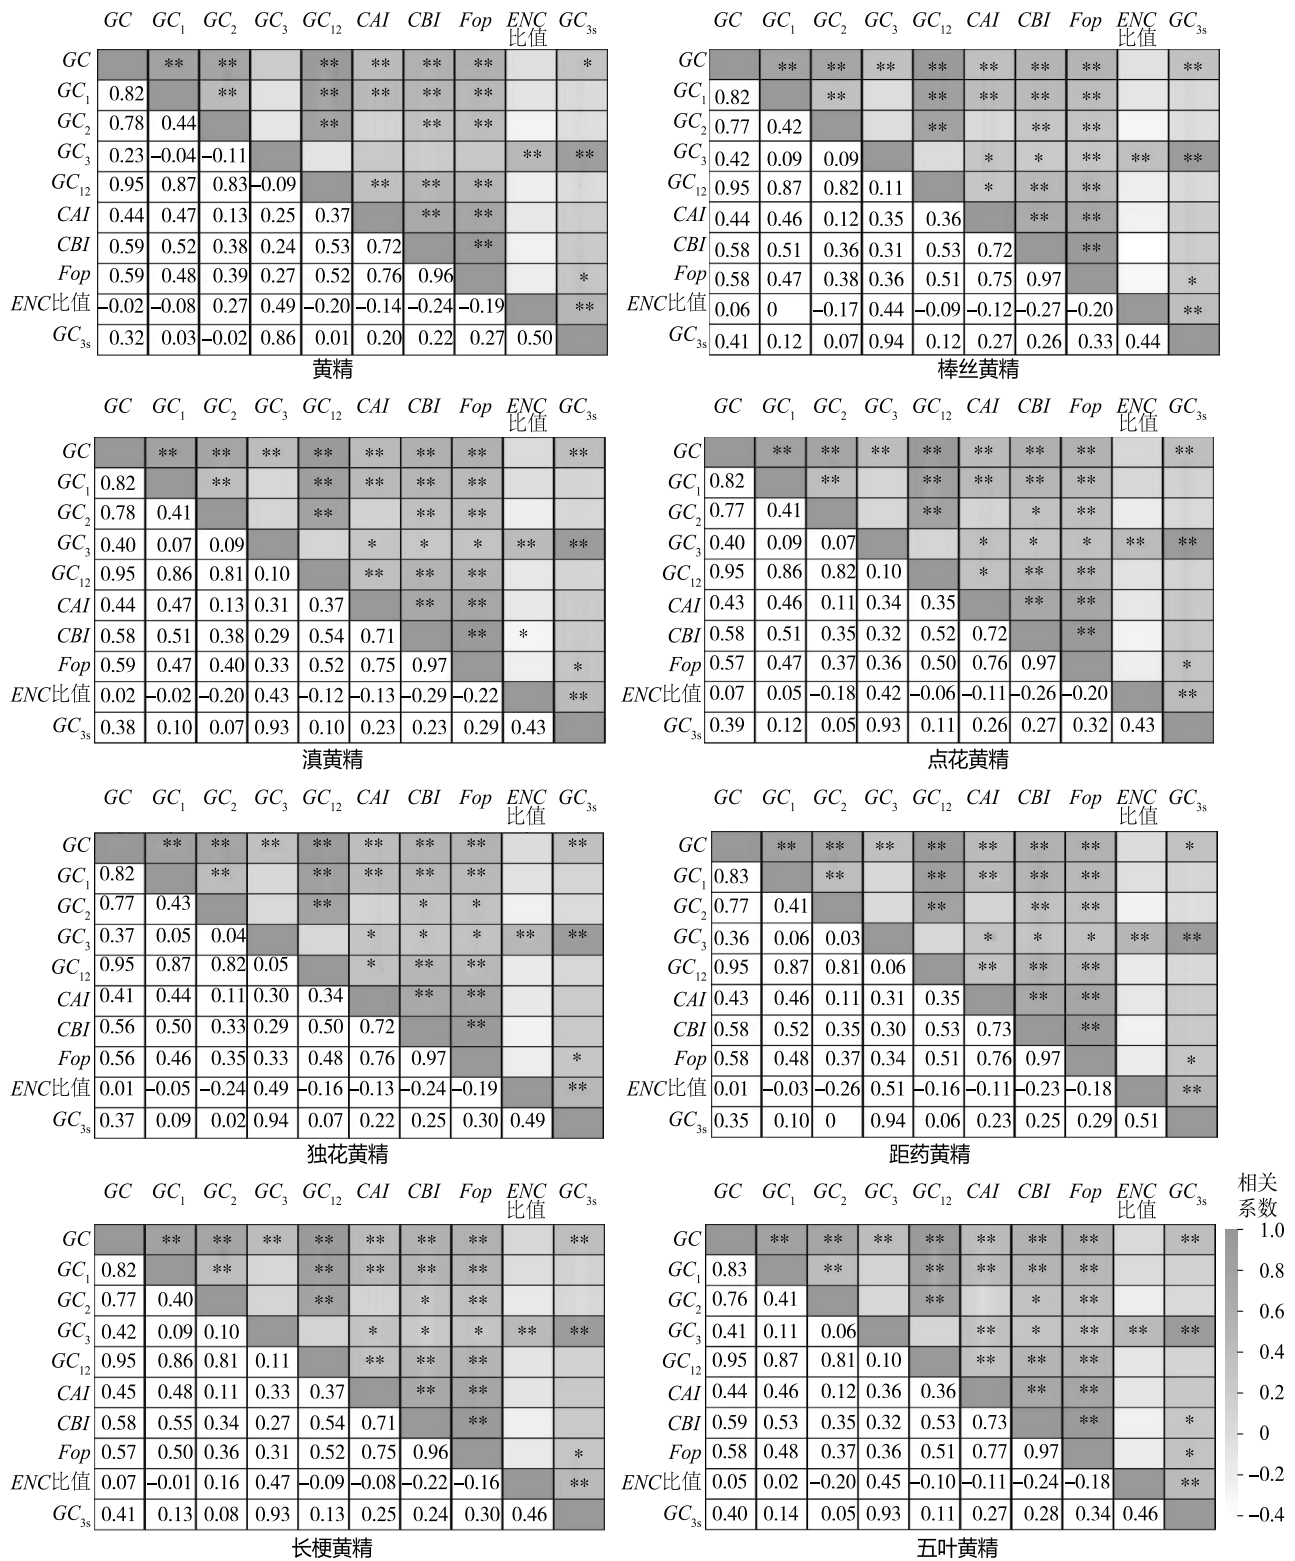 GC GC1 GC2 GC3 GC12 CAI CBI Fop ENC比值 GC3s
GC ** ** ** ** ** ** *
GC1 0.82 ** ** ** ** **
GC2 0.78 0.44 ** ** **
GC3 0.23 −0.04 −0.11 ** **
GC12 0.95 0.87 0.83 −0.09 ** ** **
CAI 0.44 0.47 0.13 0.25 0.37 ** **
CBI 0.59 0.52 0.38 0.24 0.53 0.72 **
Fop 0.59 0.48 0.39 0.27 0.52 0.76 0.96 *
ENC比值 −0.02 −0.08 0.27 0.49 −0.20 −0.14 −0.24 −0.19 **
GC3s 0.32 0.03 −0.02 0.86 0.01 0.20 0.22 0.27 0.50
黄精
GC GC1 GC2 GC3 GC12 CAI CBI Fop ENC比值 GC3s
GC ** ** ** ** ** ** ** **
GC1 0.82 ** ** ** ** **
GC2 0.77 0.42 ** ** **
GC3 0.42 0.09 0.09 * * ** ** **
GC12 0.95 0.87 0.82 0.11 * ** **
CAI 0.44 0.46 0.12 0.35 0.36 ** **
CBI 0.58 0.51 0.36 0.31 0.53 0.72 **
Fop 0.58 0.47 0.38 0.36 0.51 0.75 0.97 *
ENC比值 0.06 0 −0.17 0.44 −0.09 −0.12 −0.27 −0.20 **
GC3s 0.41 0.12 0.07 0.94 0.12 0.27 0.26 0.33 0.44
棒丝黄精
GC GC1 GC2 GC3 GC12 CAI CBI Fop ENC比值 GC3s
GC ** ** ** ** ** ** ** **
GC1 0.82 ** ** ** ** **
GC2 0.78 0.41 ** ** **
GC3 0.40 0.07 0.09 * * * ** **
GC12 0.95 0.86 0.81 0.10 ** ** **
CAI 0.44 0.47 0.13 0.31 0.37 ** **
CBI 0.58 0.51 0.38 0.29 0.54 0.71 ** *
Fop 0.59 0.47 0.40 0.33 0.52 0.75 0.97 *
ENC比值 0.02 −0.02 −0.20 0.43 −0.12 −0.13 −0.29 −0.22 **
GC3s 0.38 0.10 0.07 0.93 0.10 0.23 0.23 0.29 0.43
滇黄精
GC GC1 GC2 GC3 GC12 CAI CBI Fop ENC比值 GC3s
GC ** ** ** ** ** ** ** **
GC1 0.82 ** ** ** ** **
GC2 0.77 0.41 ** * **
GC3 0.40 0.09 0.07 * * * ** **
GC12 0.95 0.86 0.82 0.10 * ** **
CAI 0.43 0.46 0.11 0.34 0.35 ** **
CBI 0.58 0.51 0.35 0.32 0.52 0.72 **
Fop 0.57 0.47 0.37 0.36 0.50 0.76 0.97 *
ENC比值 0.07 0.05 −0.18 0.42 −0.06 −0.11 −0.26 −0.20 **
GC3s 0.39 0.12 0.05 0.93 0.11 0.26 0.27 0.32 0.43
点花黄精
GC GC1 GC2 GC3 GC12 CAI CBI Fop ENC比值 GC3s
GC ** ** ** ** ** ** ** **
GC1 0.82 ** ** ** ** **
GC2 0.77 0.43 ** * *
GC3 0.37 0.05 0.04 * * * ** **
GC12 0.95 0.87 0.82 0.05 * ** **
CAI 0.41 0.44 0.11 0.30 0.34 ** **
CBI 0.56 0.50 0.33 0.29 0.50 0.72 **
Fop 0.56 0.46 0.35 0.33 0.48 0.76 0.97 *
ENC比值 0.01 −0.05 −0.24 0.49 −0.16 −0.13 −0.24 −0.19 **
GC3s 0.37 0.09 0.02 0.94 0.07 0.22 0.25 0.30 0.49
独花黄精
GC GC1 GC2 GC3 GC12 CAI CBI Fop ENC比值 GC3s
GC ** ** ** ** ** ** ** *
GC1 0.83 ** ** ** ** **
GC2 0.77 0.41 ** ** **
GC3 0.36 0.06 0.03 * * * ** **
GC12 0.95 0.87 0.81 0.06 ** ** **
CAI 0.43 0.46 0.11 0.31 0.35 ** **
CBI 0.58 0.52 0.35 0.30 0.53 0.73 **
Fop 0.58 0.48 0.37 0.34 0.51 0.76 0.97 *
ENC比值 0.01 −0.03 −0.26 0.51 −0.16 −0.11 −0.23 −0.18 **
GC3s 0.35 0.10 0 0.94 0.06 0.23 0.25 0.29 0.51
距药黄精
GC GC1 GC2 GC3 GC12 CAI CBI Fop ENC比值 GC3s
GC ** ** ** ** ** ** ** **
GC1 0.82 ** ** ** ** **
GC2 0.77 0.40 ** * **
GC3 0.42 0.09 0.10 * * * ** **
GC12 0.95 0.86 0.81 0.11 ** ** **
CAI 0.45 0.48 0.11 0.33 0.37 ** **
CBI 0.58 0.55 0.34 0.27 0.54 0.71 **
Fop 0.57 0.50 0.36 0.31 0.52 0.75 0.96 *
ENC比值 0.07 −0.01 0.16 0.47 −0.09 −0.08 −0.22 −0.16 **
GC3s 0.41 0.13 0.08 0.93 0.13 0.25 0.24 0.30 0.46
长梗黄精
GC GC1 GC2 GC3 GC12 CAI CBI Fop ENC比值 GC3s
GC ** ** ** ** ** ** ** **
GC1 0.83 ** ** ** ** **
GC2 0.76 0.41 ** * **
GC3 0.41 0.11 0.06 ** * ** ** **
GC12 0.95 0.87 0.81 0.10 ** ** **
CAI 0.44 0.46 0.12 0.36 0.36 ** **
CBI 0.59 0.53 0.35 0.32 0.53 0.73 ** *
Fop 0.58 0.48 0.37 0.36 0.51 0.77 0.97 *
ENC比值 0.05 0.02 −0.20 0.45 −0.10 −0.11 −0.24 −0.18 **
GC3s 0.40 0.14 0.05 0.93 0.11 0.27 0.28 0.34 0.46
五叶黄精
相关
系数
1.0
0.8
0.6
0.4
0.2
0
−0.2
−0.4